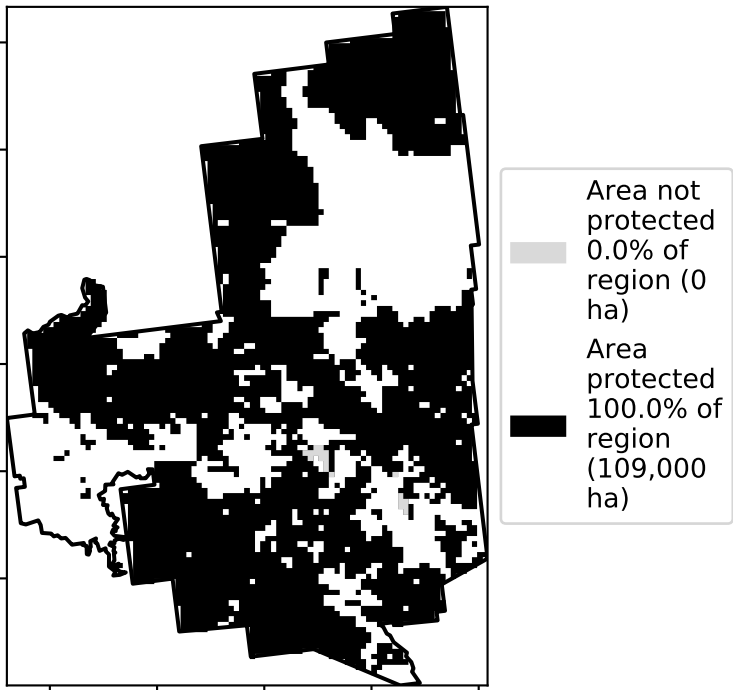 Area not
protected
0.0% of
region (0
ha)
Area
protected
100.0% of
region
(109,000
ha)